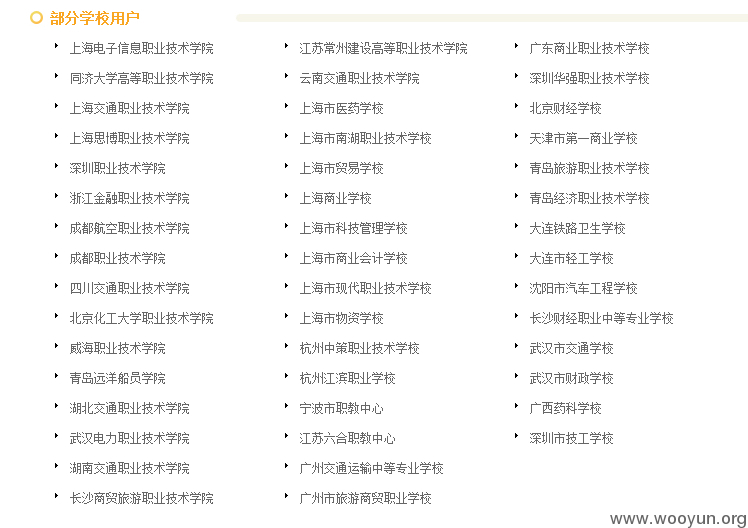 部分学校用户
上海电子信息职业技术学院
同济大学高等职业技术学院
上海交通职业技术学院
上海思博职业技术学院
深圳职业技术学院
浙江金融职业技术学院
成都航空职业技术学院
成都职业技术学院
四川交通职业技术学院
北京化工大学职业技术学院
威海职业技术学院
青岛远洋船员学院
湖北交通职业技术学院
武汉电力职业技术学院
湖南交通职业技术学院
长沙商贸旅游职业技术学院
江苏常州建设高等职业技术学院
云南交通职业技术学院
上海市医药学校
上海市南湖职业技术学校
上海市贸易学校
上海商业学校
上海市科技管理学校
上海市商业会计学校
上海市现代职业技术学校
上海市物资学校
杭州中策职业技术学校
杭州江滨职业学校
宁波市职教中心
江苏六合职教中心
广州交通运输中等专业学校
广州市旅游商贸职业学校
广东商业职业技术学校
深圳华强职业技术学校
北京财经学校
天津市第一商业学校
青岛旅游职业技术学校
青岛经济职业技术学校
大连铁路卫生学校
大连市轻工学校
沈阳市汽车工程学校
长沙财经职业中等专业学校
武汉市交通学校
武汉市财政学校
广西药科学校
深圳市技工学校
www.wooyun.org